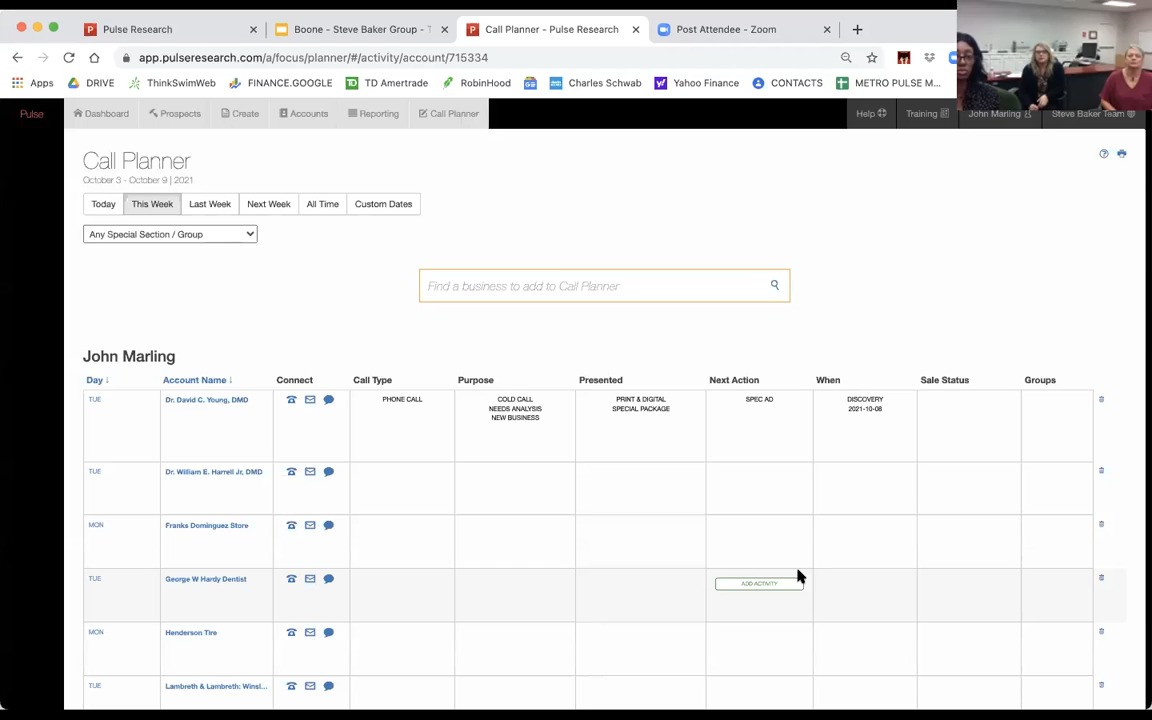 Pulse Research
Boone - Steve Baker Group - T
Call Planner - Pulse Research
Post Attendee - Zoom
app.pulseresearch.com/a/focus/planner/#/activity/account/715334
Apps
DRIVE
ThinkSwimWeb
FINANCE.GOOGLE
TD Amertrade
RobinHood
Charles Schwab
Yahoo Finance
CONTACTS
METRO PULSE M...
Pulse
Dashboard
Prospects
Create
Accounts
Reporting
Call Planner
Help
Training
John Marling
Steve Baker Team
Call Planner
October 3 - October 9 | 2021
Today
This Week
Last Week
Next Week
All Time
Custom Dates
Any Special Section / Group
Find a business to add to Call Planner
John Marling
Day
Account Name
Connect
Call Type
Purpose
Presented
Next Action
When
Sale Status
Groups
TUE
Dr. David C. Young, DMD
PHONE CALL
COLD CALL
NEEDS ANALYSIS
NEW BUSINESS
PRINT & DIGITAL
SPECIAL PACKAGE
SPEC AD
DISCOVERY
2021-10-08
TUE
Dr. William E. Harrell Jr, DMD
MON
Franks Dominguez Store
TUE
George W Hardy Dentist
ADD ACTIVITY
MON
Henderson Tire
TUE
Lambreth & Lambreth: Winsl...